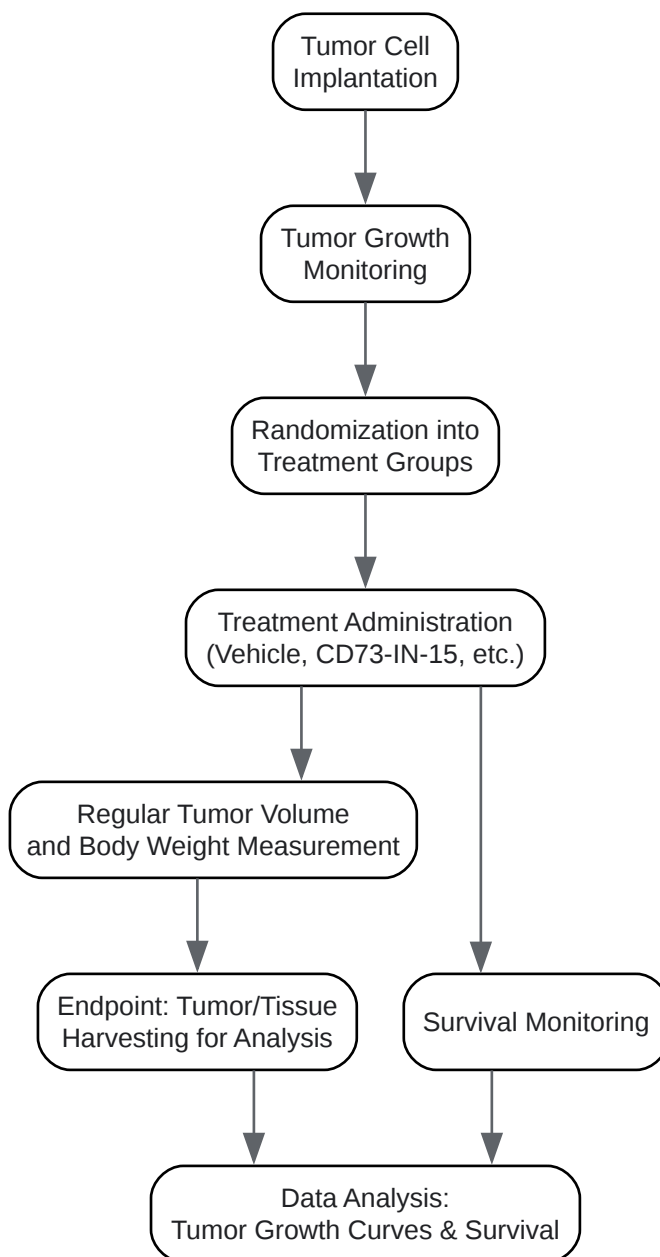 Tumor Cell
Implantation
Tumor Growth
Monitoring
Randomization into
Treatment Groups
Treatment Administration
(Vehicle, CD73-IN-15, etc.)
Regular Tumor Volume
and Body Weight Measurement
Endpoint: Tumor/Tissue
Harvesting for Analysis
Survival Monitoring
Data Analysis:
Tumor Growth Curves & Survival